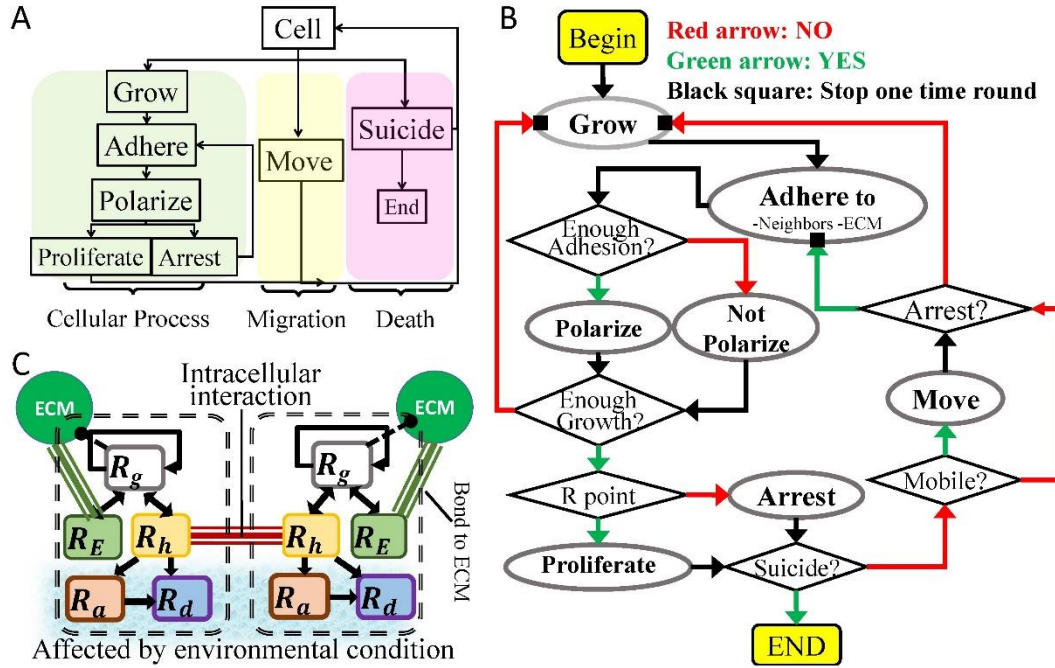 A
Cell
Grow
Adhere
Polarize
Proliferate
Arrest
Move
Suicide
End
Cellular Process
Migration
Death
B
Begin
Red arrow: NO
Green arrow: YES
Black square: Stop one time round
Grow
Adhere to
-Neighbors -ECM
Enough
Adhesion?
Polarize
Not
Polarize
Enough
Growth?
R point
Arrest
Proliferate
Suicide?
END
Arrest?
Move
Mobile?
C
Intracellular
interaction
ECM
ECM
R_g
R_g
R_E
R_h
R_h
R_E
R_a
R_d
R_a
R_d
Bond to ECM
Affected by environmental condition